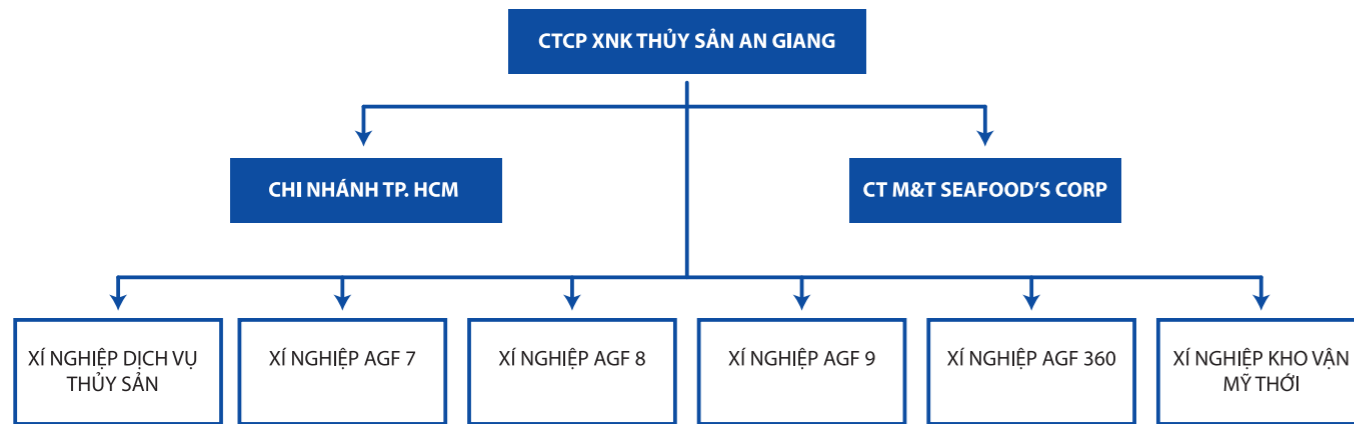 CTCP XNK THỦY SẢN AN GIANG
CHI NHÁNH TP. HCM
CT M&T SEAFOOD’S CORP
XÍ NGHIỆP DỊCH VỤ
THỦY SẢN
XÍ NGHIỆP AGF 7
XÍ NGHIỆP AGF 8
XÍ NGHIỆP AGF 9
XÍ NGHIỆP AGF 360
XÍ NGHIỆP KHO VẬN
MỸ THỚI